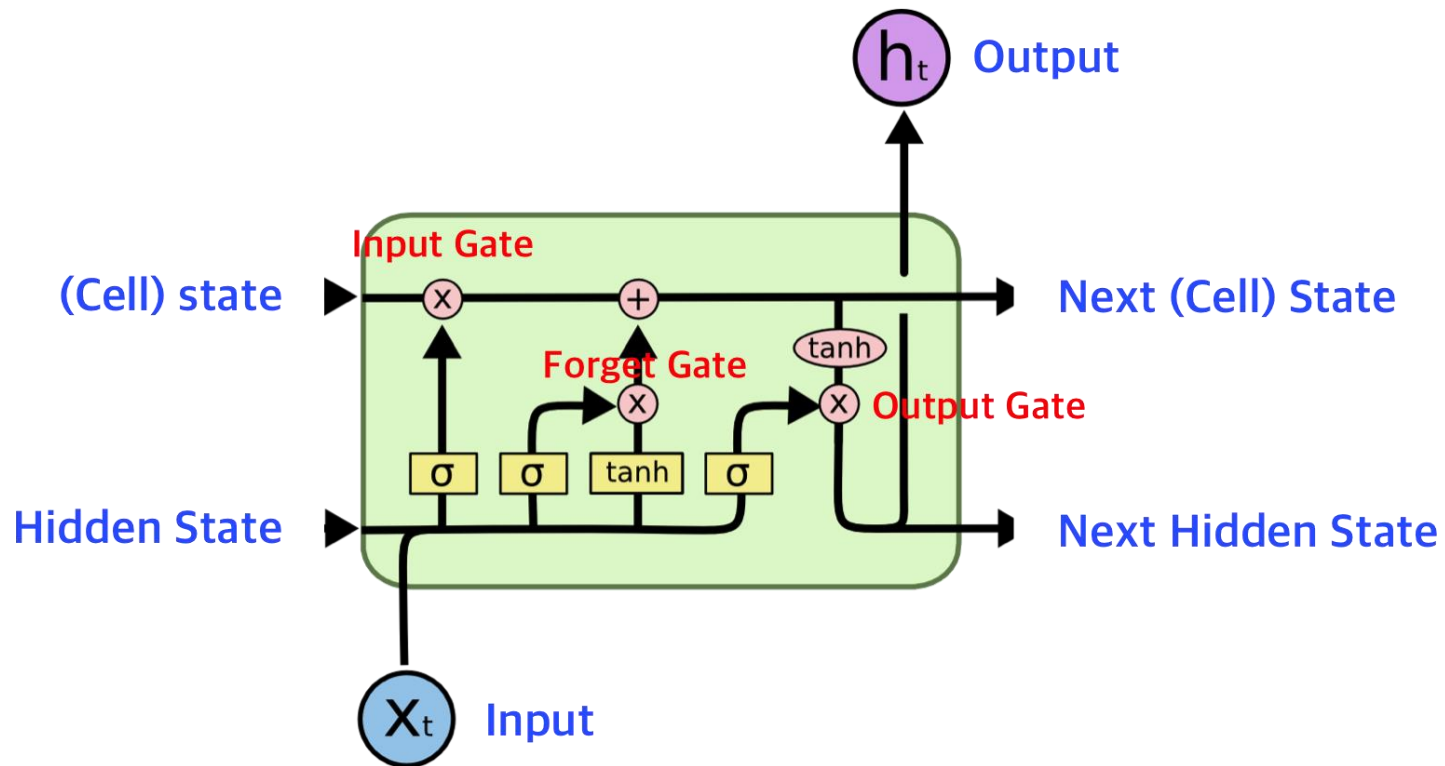 ht
Output
Input Gate
(Cell) state
x
+
Next (Cell) State
tanh
Forget Gate
x
x
Output Gate
σ
σ
tanh
σ
Hidden State
Next Hidden State
Xt
Input